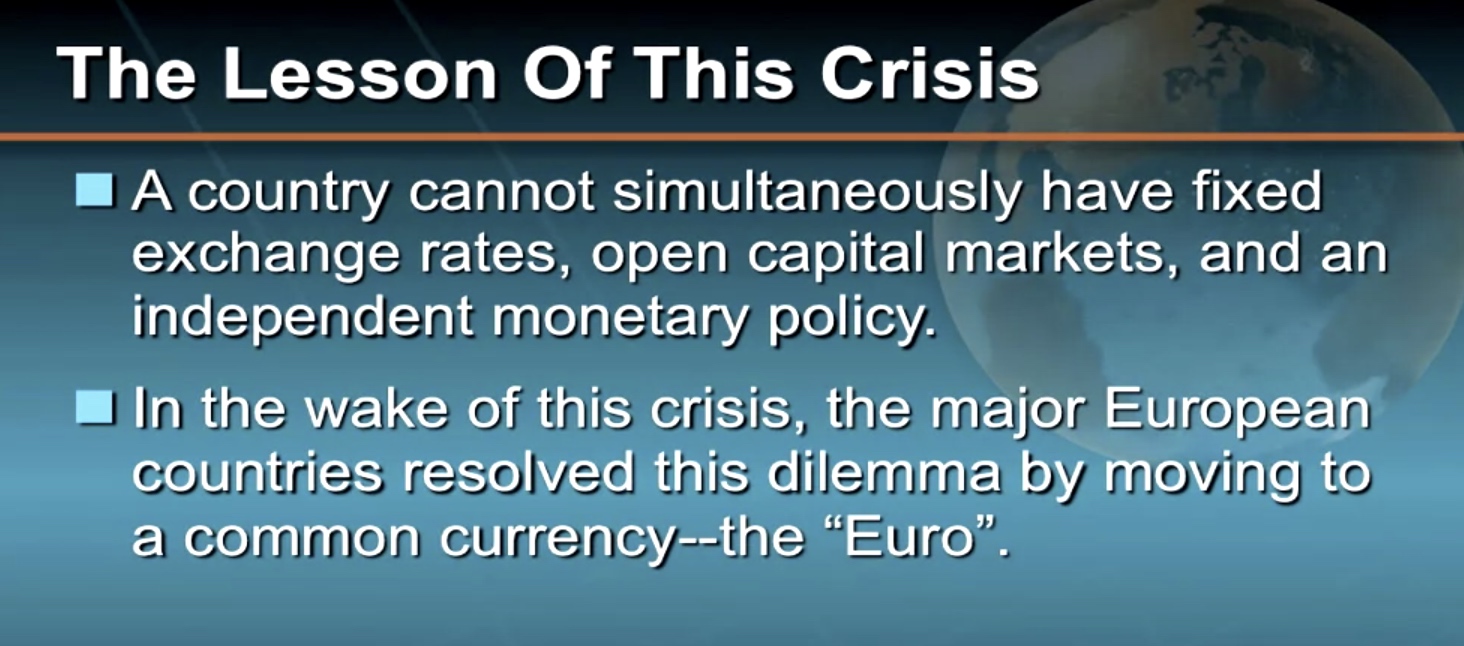 The Lesson Of This Crisis
A country cannot simultaneously have fixed
exchange rates, open capital markets, and an
independent monetary policy.
In the wake of this crisis, the major European
countries resolved this dilemma by moving to
a common currency--the “Euro”.